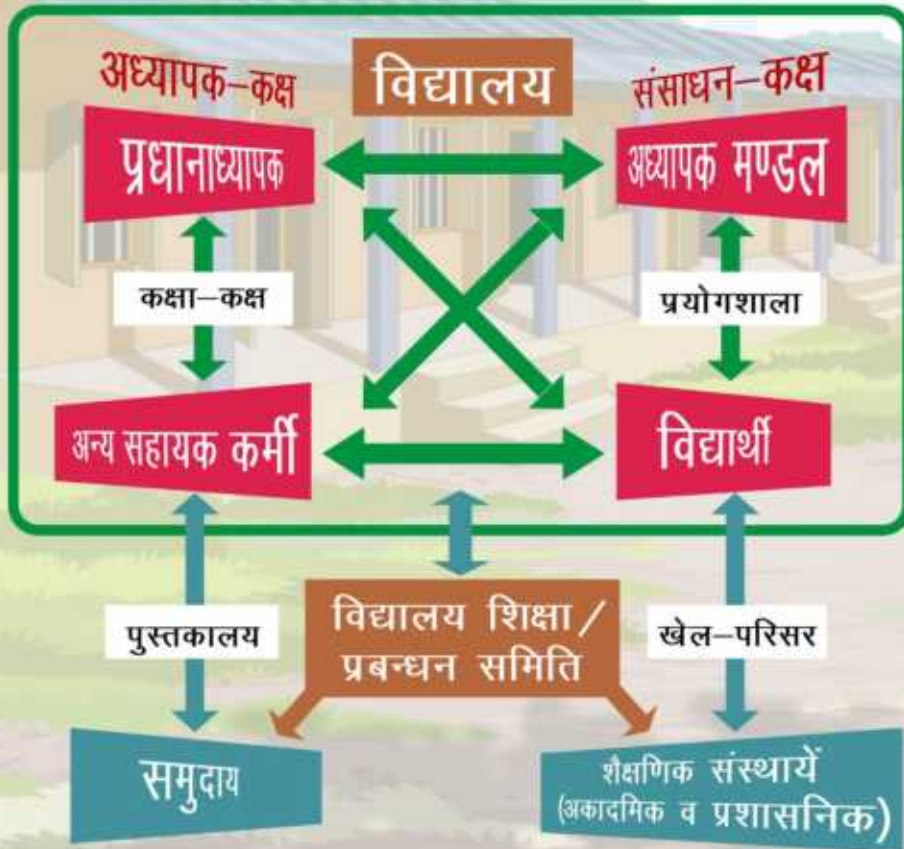 अध्यापक-कक्ष
विद्यालय
संसाधन-कक्ष
प्रधानाध्यापक
अध्यापक मण्डल
कक्षा-कक्ष
प्रयोगशाला
अन्य सहायक कर्मी
विद्यार्थी
पुस्तकालय
विद्यालय शिक्षा/
प्रबन्धन समिति
खेल-परिसर
समुदाय
शैक्षणिक संस्थायें
(अकादमिक व प्रशासनिक)